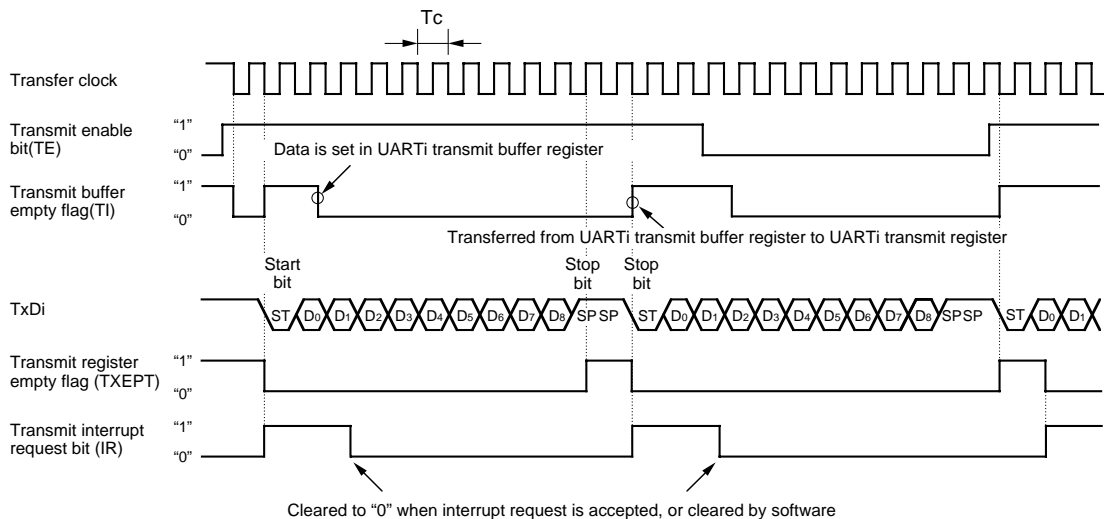 Tc
Transfer clock
Transmit enable
bit(TE)
“1”
“0”
Data is set in UARTi transmit buffer register
Transmit buffer
empty flag(TI)
“1”
“0”
Transferred from UARTi transmit buffer register to UARTi transmit register
Start
bit
Stop
bit
Stop
bit
TxDi
ST D0 D1 D2 D3 D4 D5 D6 D7 D8 SP SP ST D0 D1 D2 D3 D4 D5 D6 D7 D8 SPSP ST D0 D1
Transmit register
empty flag (TXEPT)
“1”
“0”
Transmit interrupt
request bit (IR)
“1”
“0”
Cleared to “0” when interrupt request is accepted, or cleared by software